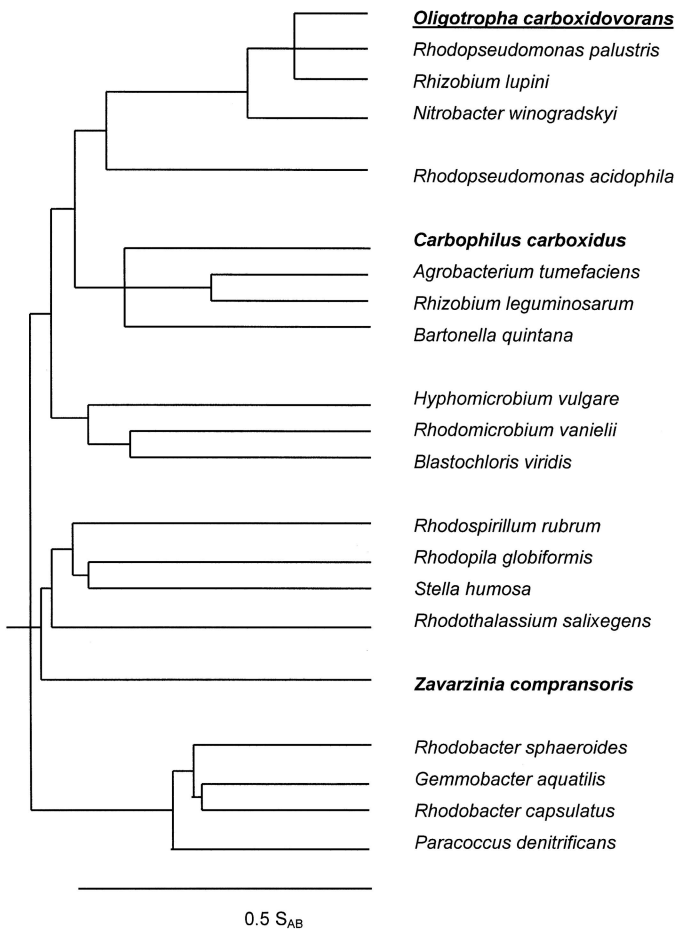 Oligotropha carboxidovorans
Rhodopseudomonas palustris
Rhizobium lupini
Nitrobacter winogradskyi
Rhodopseudomonas acidophila
Carbophilus carboxidus
Agrobacterium tumefaciens
Rhizobium leguminosarum
Bartonella quintana
Hyphomicrobium vulgare
Rhodomicrobium vanielii
Blastochloris viridis
Rhodospirillum rubrum
Rhodopila globiformis
Stella humosa
Rhodothalassium salixegens
Zavarzinia compransoris
Rhodobacter sphaeroides
Gemmobacter aquatilis
Rhodobacter capsulatus
Paracoccus denitrificans
0.5 SAB